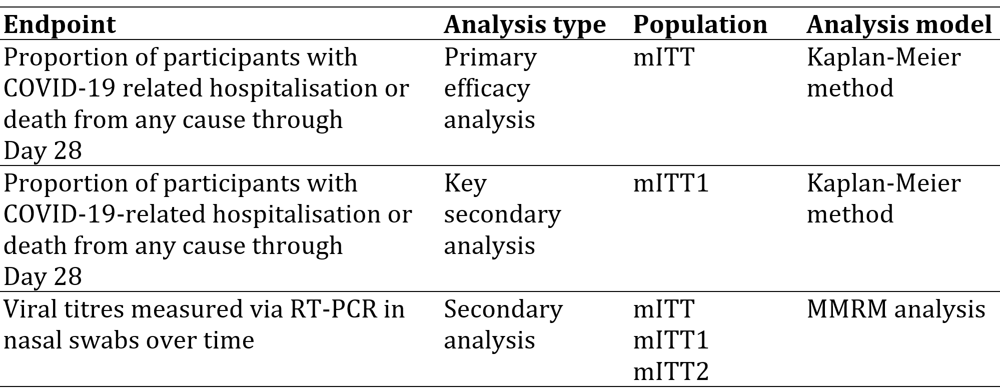 Endpoint Analysis type Population Analysis model
Proportion of participants with Primary mITT Kaplan-Meier
COVID-19 related hospitalisation or efficacy method
death from any cause through analysis
Day 28
Proportion of participants with Key mITT1 Kaplan-Meier
COVID-19-related hospitalisation or secondary method
death from any cause through analysis
Day 28
Viral titres measured via RT-PCR in Secondary mITT MMRM analysis
nasal swabs over time analysis mITT1
mITT2